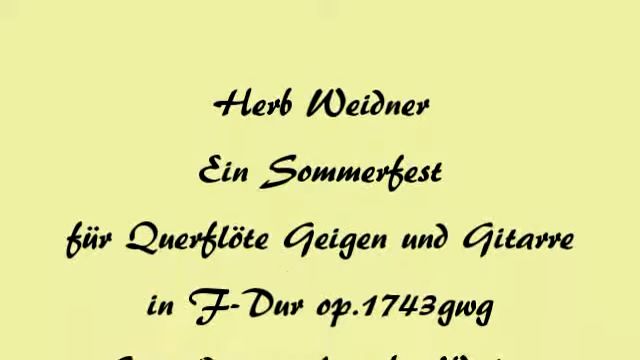 Herb Weidner
Ein Sommerfest
für Querflöte Geigen und Gitarre
in F-Dur op.1743gwg